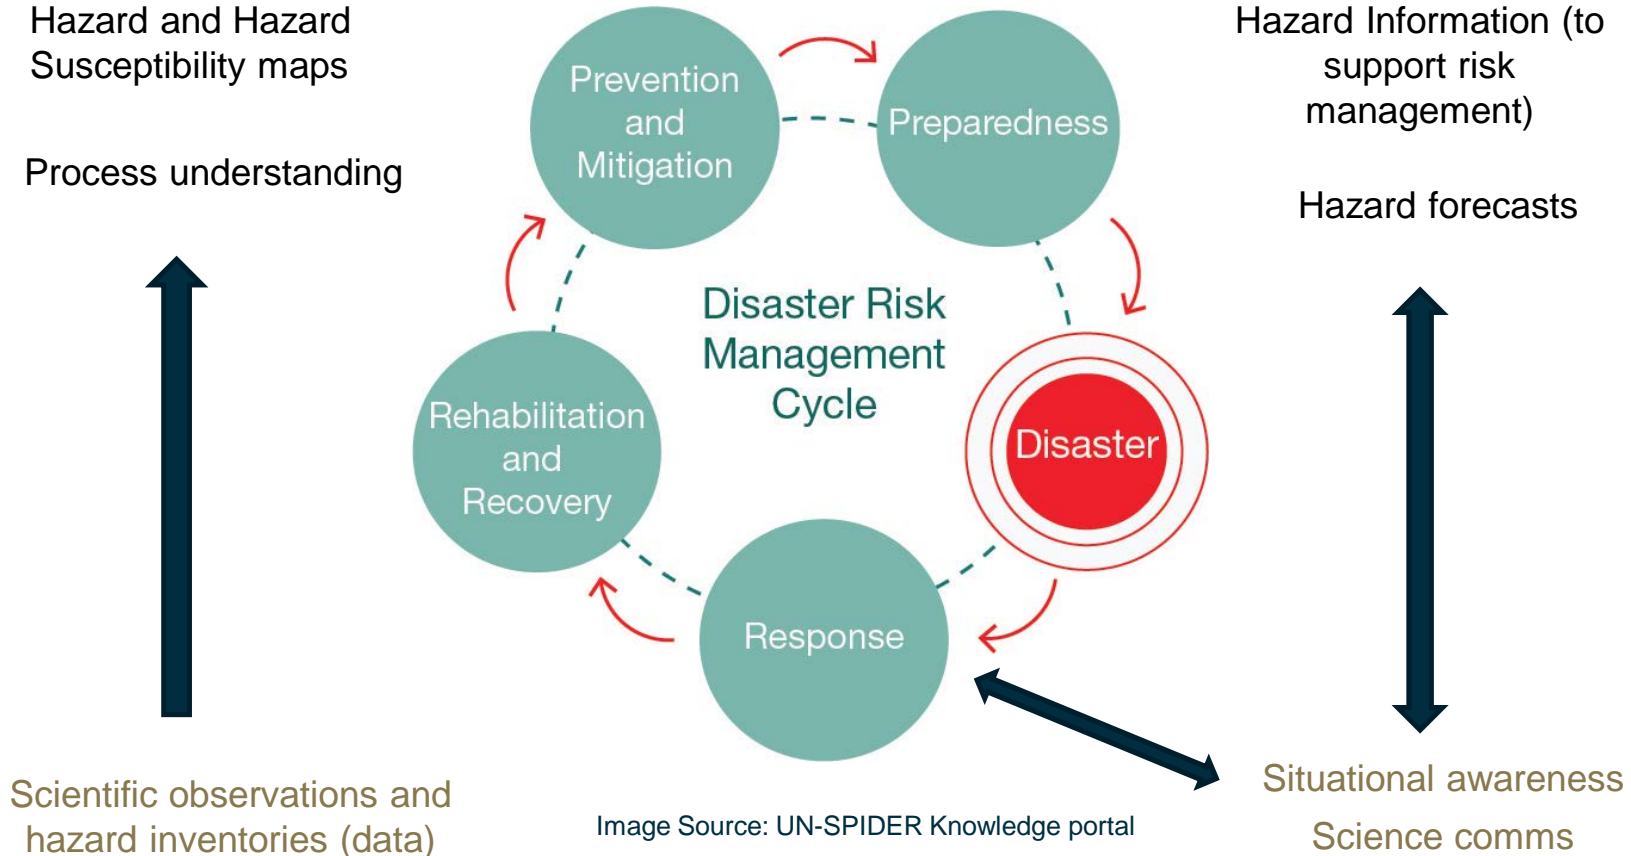 Hazard and Hazard
Susceptibility maps
Process understanding
Scientific observations and
hazard inventories (data)
Prevention
and
Mitigation
Preparedness
Disaster Risk
Management
Cycle
Rehabilitation
and
Recovery
Disaster
Response
Image Source: UN-SPIDER Knowledge portal
Hazard Information (to
support risk
management)
Hazard forecasts
Situational awareness
Science comms